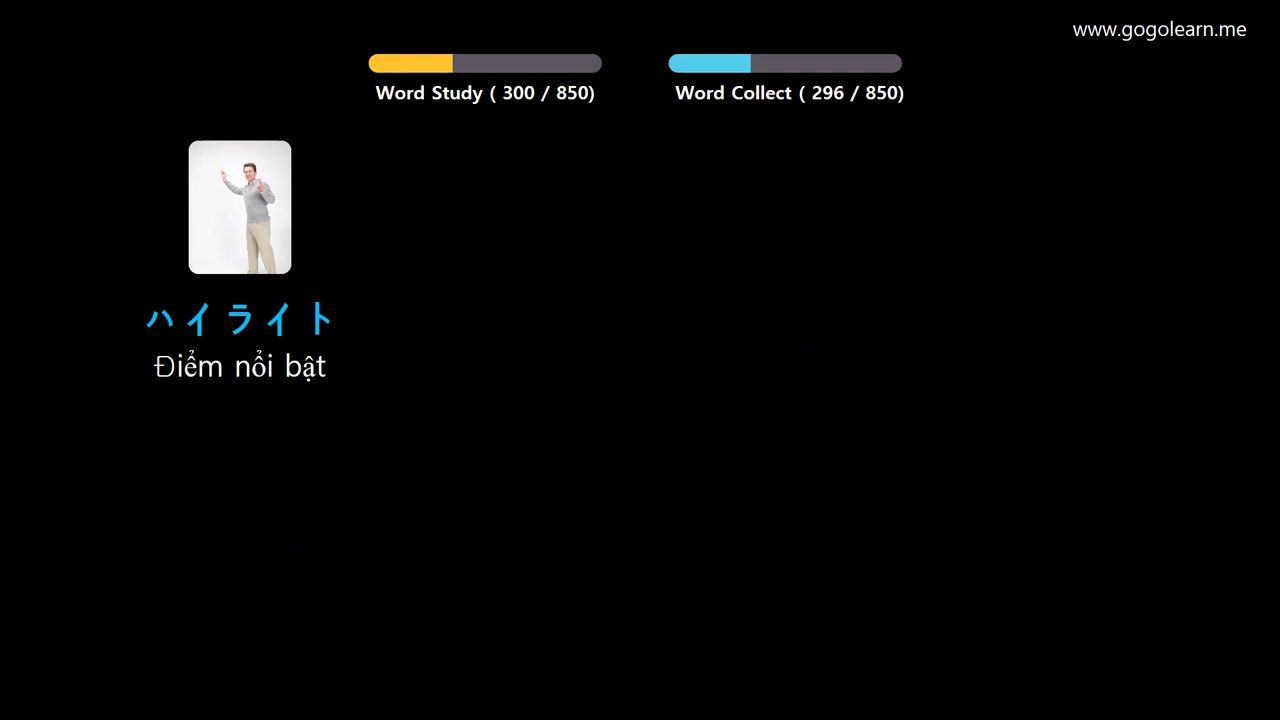 www.gogolearn.me
Word Study ( 300 / 850)
Word Collect ( 296 / 850)
ハイライト
Điểm nổi bật